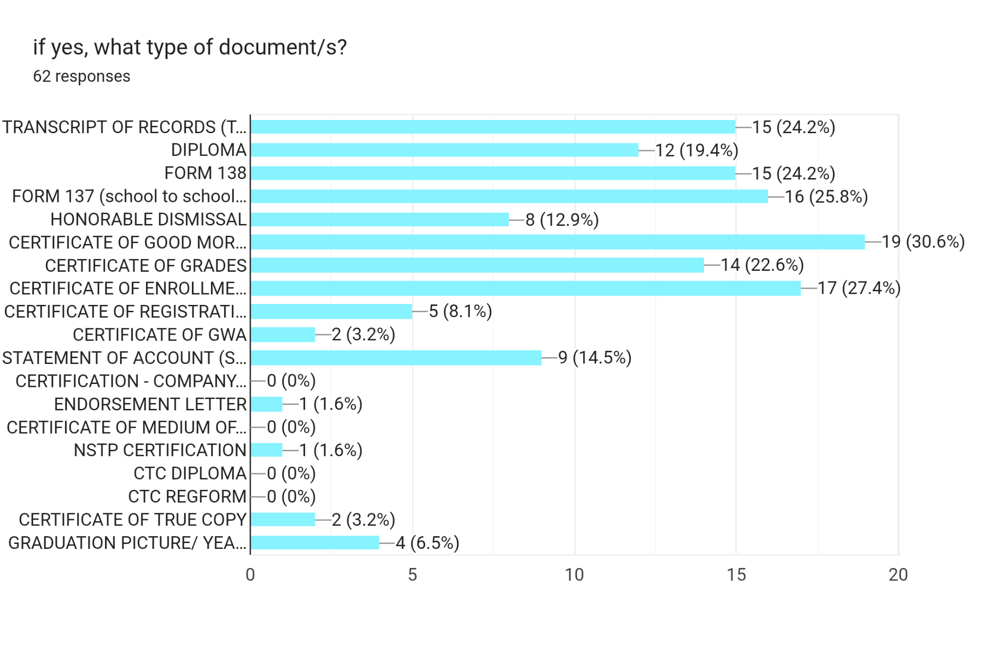 if yes, what type of document/s?
62 responses
TRANSCRIPT OF RECORDS (T... 15 (24.2%)
DIPLOMA 12 (19.4%)
FORM 138 15 (24.2%)
FORM 137 (school to school... 16 (25.8%)
HONORABLE DISMISSAL 8 (12.9%)
CERTIFICATE OF GOOD MOR... 19 (30.6%)
CERTIFICATE OF GRADES 14 (22.6%)
CERTIFICATE OF ENROLLME... 17 (27.4%)
CERTIFICATE OF REGISTRATI... 5 (8.1%)
CERTIFICATE OF GWA 2 (3.2%)
STATEMENT OF ACCOUNT (S... 9 (14.5%)
CERTIFICATION - COMPANY... 0 (0%)
ENDORSEMENT LETTER 1 (1.6%)
CERTIFICATE OF MEDIUM OF... 0 (0%)
NSTP CERTIFICATION 1 (1.6%)
CTC DIPLOMA 0 (0%)
CTC REGFORM 0 (0%)
CERTIFICATE OF TRUE COPY 2 (3.2%)
GRADUATION PICTURE/ YEA... 4 (6.5%)
0 5 10 15 20